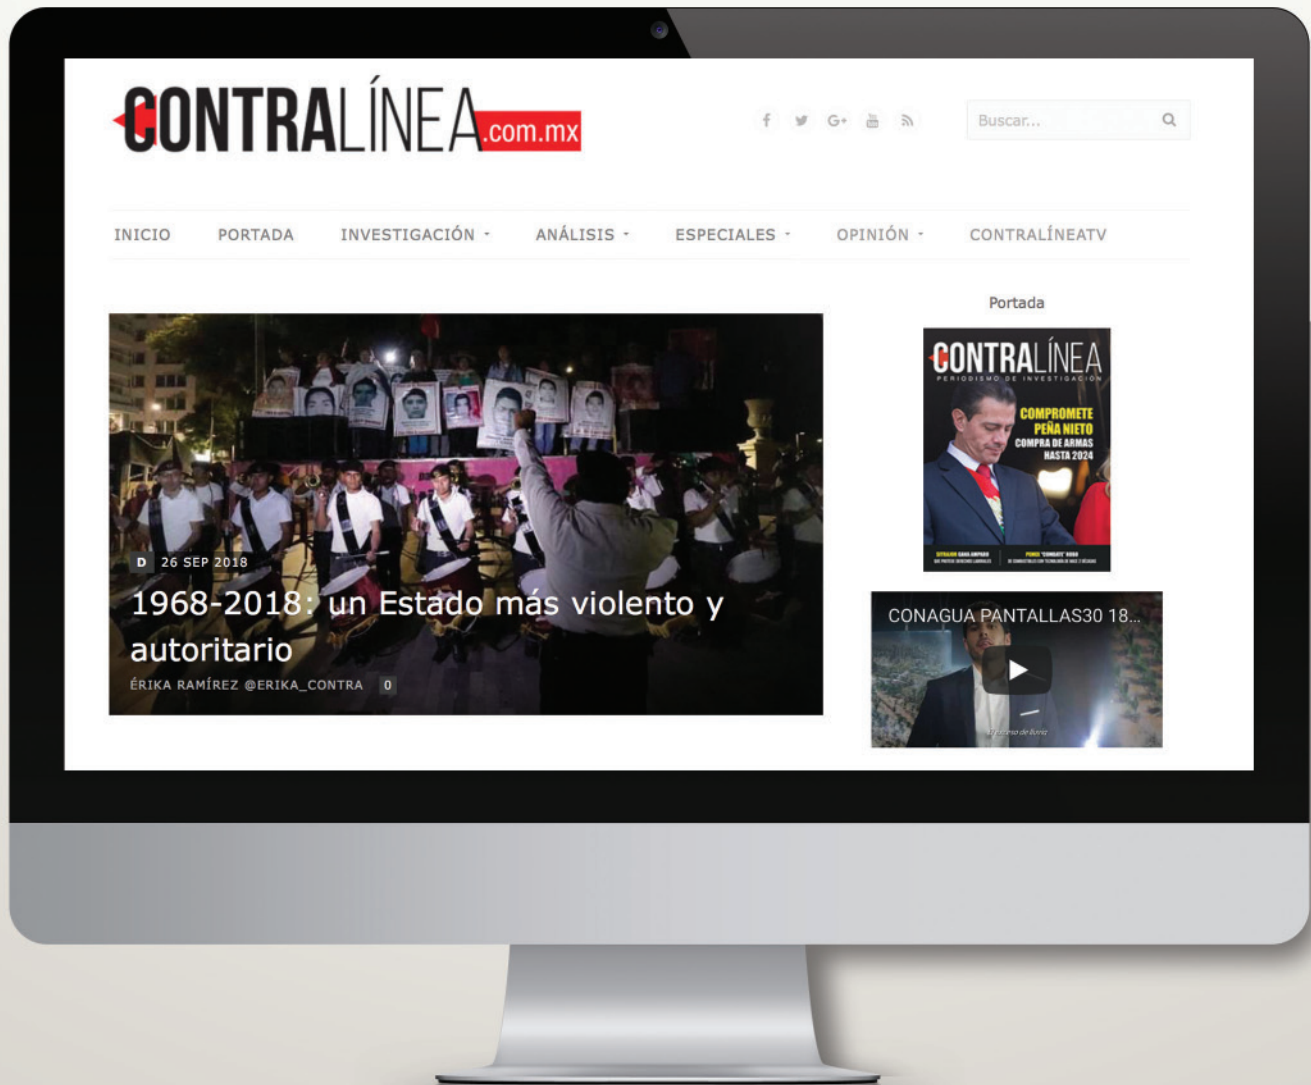 CONTRALÍNEA.com.mx
Buscar...
INICIO PORTADA INVESTIGACIÓN ANÁLISIS ESPECIALES OPINIÓN CONTRALÍNEATV
Portada
CONTRALÍNEA
PERIODISMO DE INVESTIGACIÓN
COMPROMETE
PEÑA NIETO
COMPRA DE ARMAS
HASTA 2024
D 26 SEP 2018
1968-2018: un Estado más violento y
autoritario
ÉRIKA RAMÍREZ @ERIKA_CONTRA 0
CONAGUA PANTALLAS30 18...